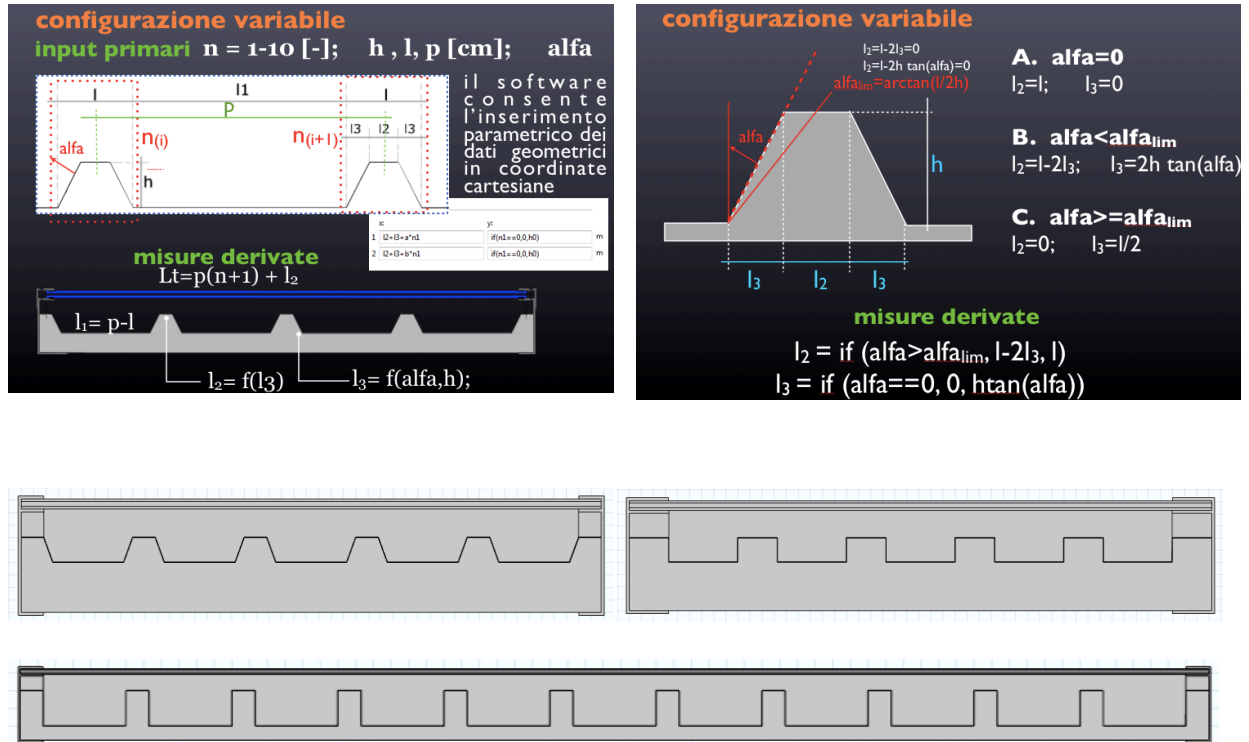 configurazione variabile
input primari n = 1-10 [-]; h , l, p [cm]; alfa
l l1 l
P
n(i) n(i+1) l3 l2 l3
alfa
h
il software
consente
l'inserimento
parametrico dei
dati geometrici
in coordinate
cartesiane
x: y:
1 l2+l3+a*n1 if(n1==0,0,h0) m
2 l2+l3+b*n1 if(n1==0,0,h0) m
misure derivate
Lt=p(n+1) + l2
l1= p-l
l2= f(l3) l3= f(alfa,h);
configurazione variabile
l2=l-2l3=0
l2=l-2h tan(alfa)=0
alfalim=arctan(l/2h)
alfa
h
l3 l2 l3
A. alfa=0
l2=l; l3=0
B. alfa<alfalim
l2=l-2l3; l3=2h tan(alfa)
C. alfa>=alfalim
l2=0; l3=l/2
misure derivate
l2 = if (alfa>alfalim, l-2l3, l)
l3 = if (alfa==0, 0, htan(alfa))